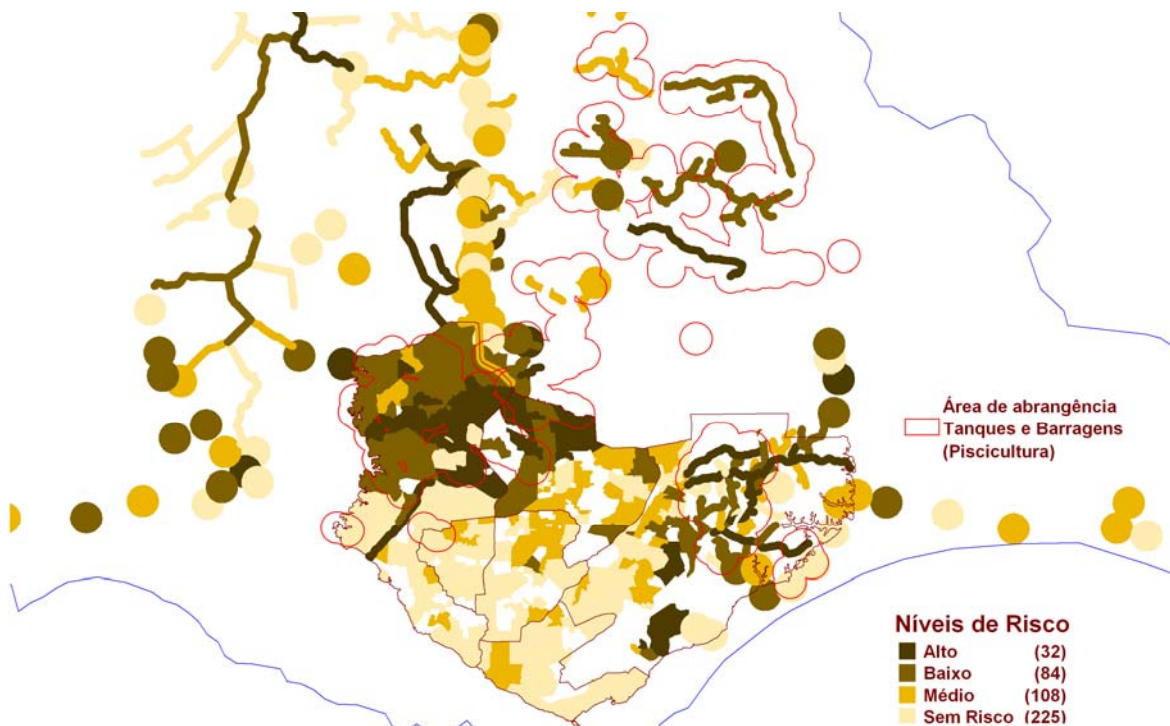 Área de abrangência
Tanques e Barragens
(Piscicultura)
Níveis de Risco
Alto (32)
Baixo (84)
Médio (108)
Sem Risco (225)